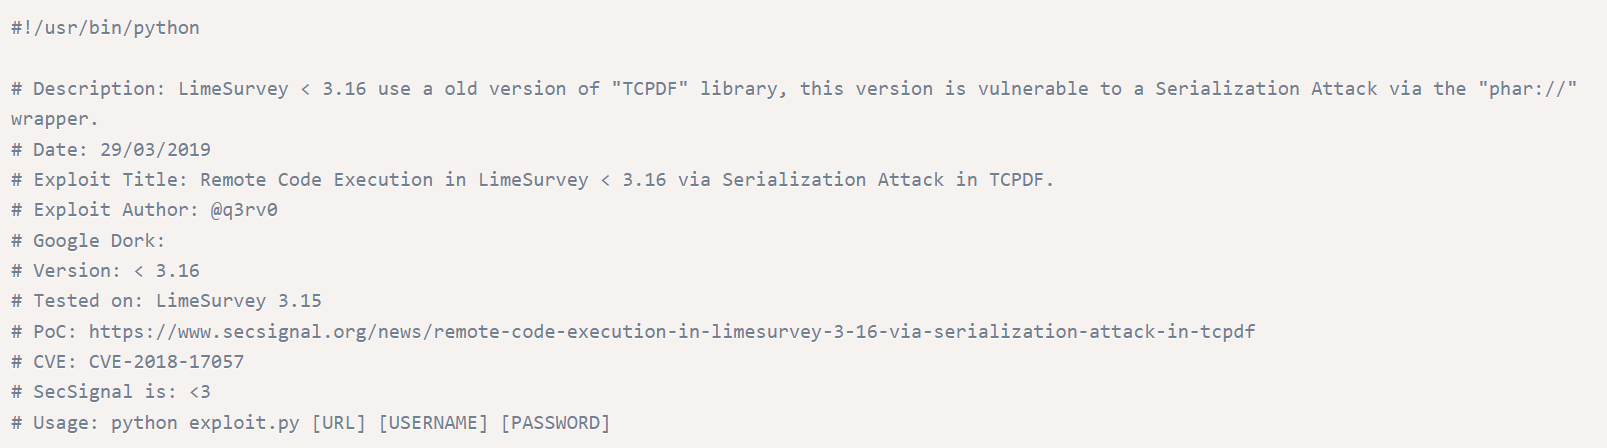 #!/usr/bin/python
# Description: LimeSurvey < 3.16 use a old version of "TCPDF" library, this version is vulnerable to a Serialization Attack via the "phar://"
wrapper.
# Date: 29/03/2019
# Exploit Title: Remote Code Execution in LimeSurvey < 3.16 via Serialization Attack in TCPDF.
# Exploit Author: @q3rv0
# Google Dork:
# Version: < 3.16
# Tested on: LimeSurvey 3.15
# PoC: https://www.secsignal.org/news/remote-code-execution-in-limesurvey-3-16-via-serialization-attack-in-tcpdf
# CVE: CVE-2018-17057
# SecSignal is: <3
# Usage: python exploit.py [URL] [USERNAME] [PASSWORD]